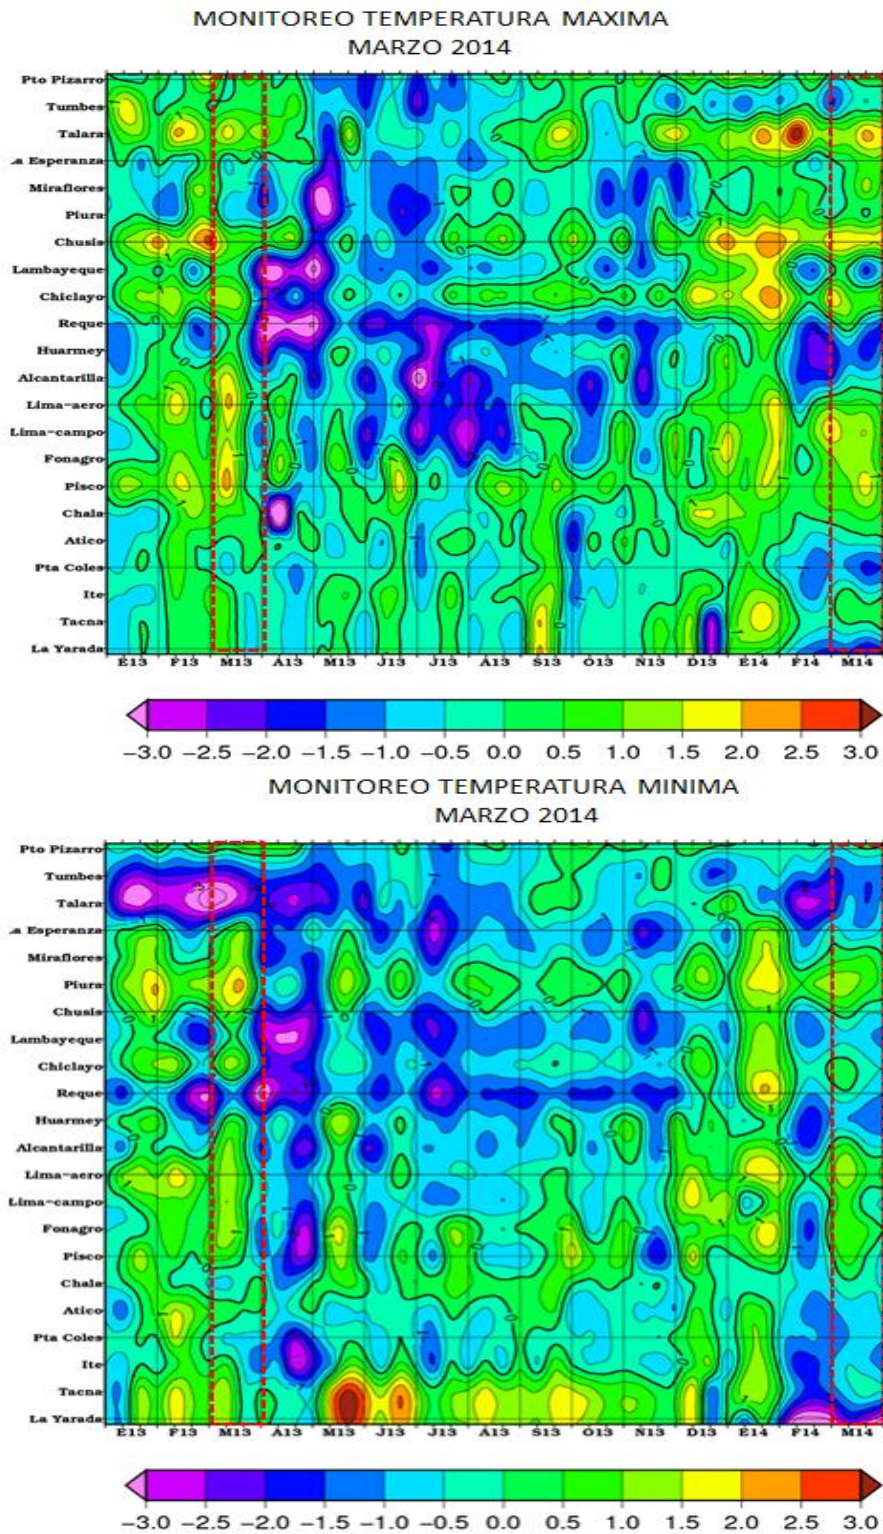 MONITOREO TEMPERATURA MAXIMA
MARZO 2014
Pto Pizarro
Tumbes
Talara
a Esperanza
Miraflores
Piura
Chusis
Lambayeque
Chiclayo
Reque
Huarmey
Alcantarilla
Lima-aero
Lima-campo
Fonagro
Pisco
Chala
Atico
Pta Coles
Ite
Tacna
La Yarada
E13 F13 M13 A13 M13 J13 J13 A13 S13 O13 N13 D13 E14 F14 M14
-3.0 -2.5 -2.0 -1.5 -1.0 -0.5 0.0 0.5 1.0 1.5 2.0 2.5 3.0
MONITOREO TEMPERATURA MINIMA
MARZO 2014
Pto Pizarro
Tumbes
Talara
a Esperanza
Miraflores
Piura
Chusis
Lambayeque
Chiclayo
Reque
Huarmey
Alcantarilla
Lima-aero
Lima-campo
Fonagro
Pisco
Chala
Atico
Pta Coles
Ite
Tacna
La Yarada
E13 F13 M13 A13 M13 J13 J13 A13 S13 O13 N13 D13 E14 F14 M14
-3.0 -2.5 -2.0 -1.5 -1.0 -0.5 0.0 0.5 1.0 1.5 2.0 2.5 3.0